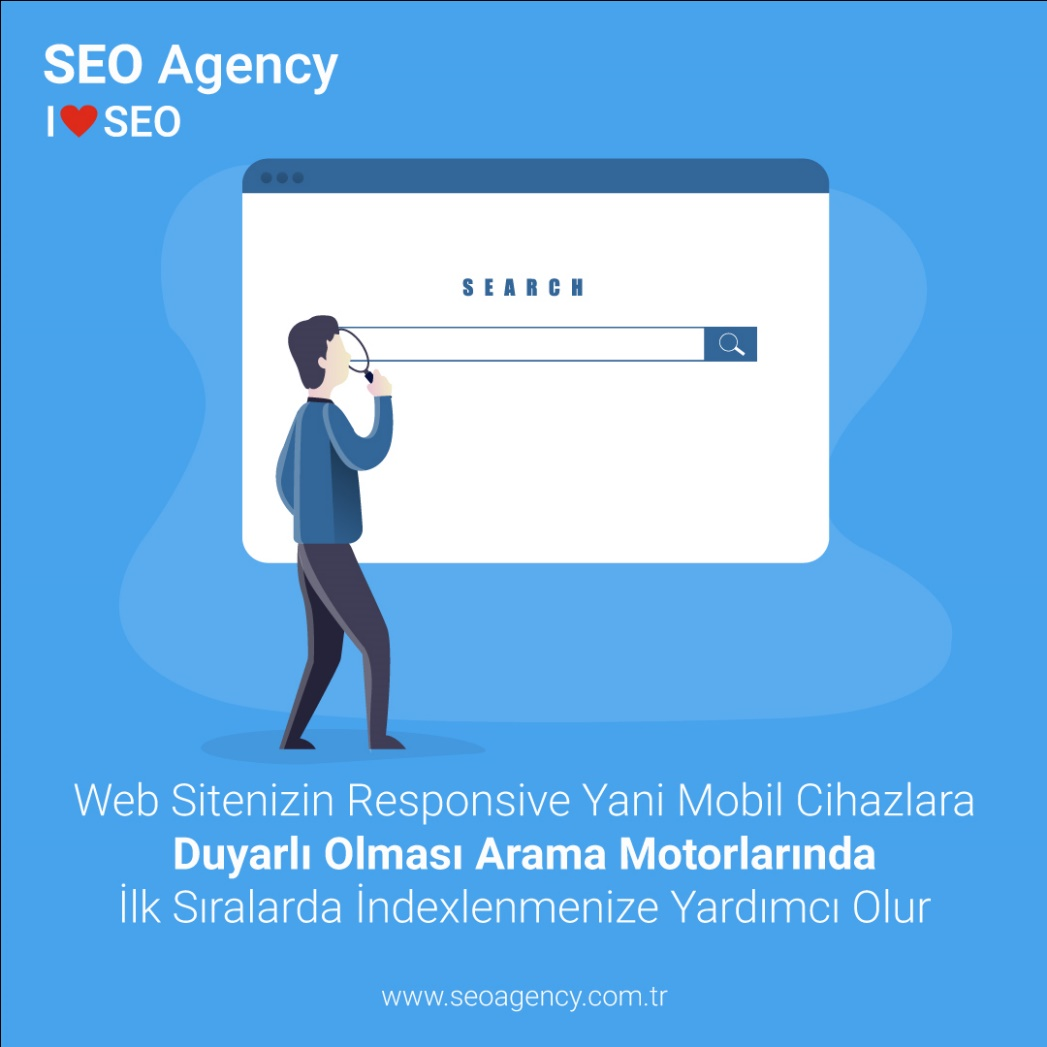 SEO Agency
I❤SEO
SEARCH
Web Sitenizin Responsive Yani Mobil Cihazlara
Duyarlı Olması Arama Motorlarında
İlk Sıralarda İndexlenmenize Yardımcı Olur
www.seoagency.com.tr